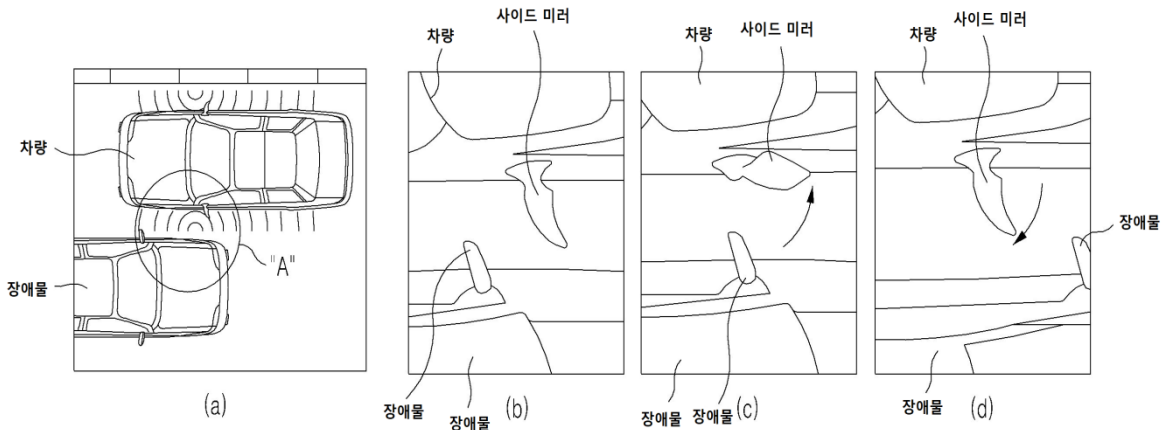 차량
장애물
"A"
(a)
차량
사이드 미러
장애물
장애물
(b)
차량
사이드 미러
장애물
장애물
(c)
차량
사이드 미러
장애물
장애물
(d)